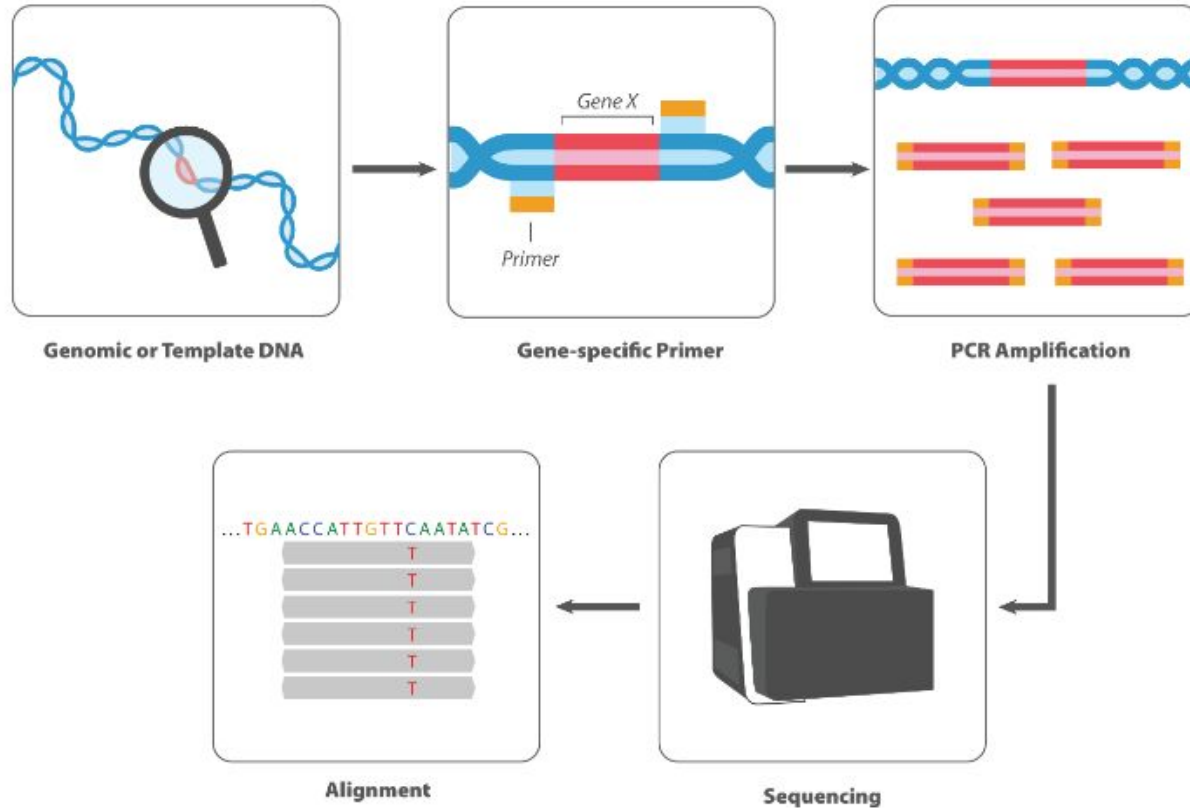 Gene X
Primer
Genomic or Template DNA
Gene-specific Primer
PCR Amplification
...TGAACCATTGTTCAATATCG...
T
T
T
T
T
T
Alignment
Sequencing